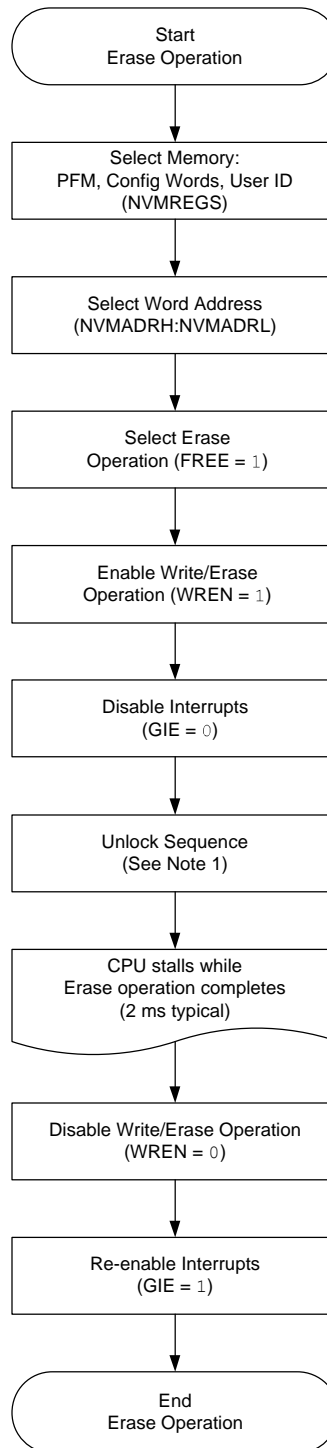 Start
Erase Operation
Select Memory:
PFM, Config Words, User ID
(NVMREGS)
Select Word Address
(NVMADRH:NVMADRL)
Select Erase
Operation (FREE = 1)
Enable Write/Erase
Operation (WREN = 1)
Disable Interrupts
(GIE = 0)
Unlock Sequence
(See Note 1)
CPU stalls while
Erase operation completes
(2 ms typical)
Disable Write/Erase Operation
(WREN = 0)
Re-enable Interrupts
(GIE = 1)
End
Erase Operation